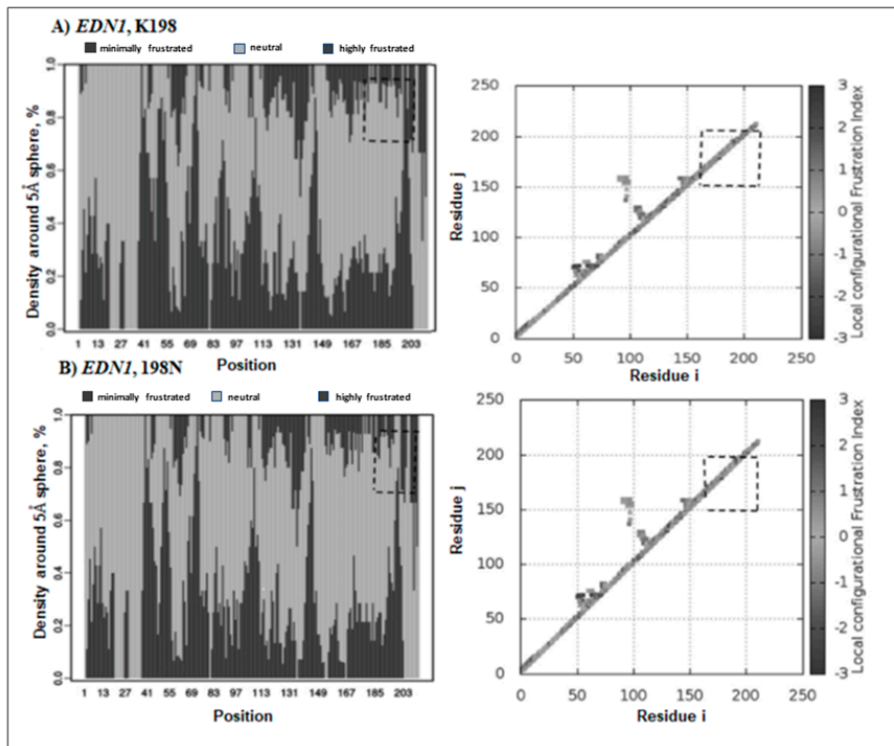 A) EDN1, K198
minimally frustrated neutral highly frustrated
Density around 5Å sphere, %
0.0 0.2 0.4 0.6 0.8 1.0
1 13 27 41 55 69 83 97 113 131 149 167 185 203
Position
Residue j
250
200
150
100
50
0
0 50 100 150 200 250
Residue i
3
2
1
0
-1
-2
-3
Local configurational Frustration Index
B) EDN1, 198N
minimally frustrated neutral highly frustrated
Density around 5Å sphere, %
0.0 0.2 0.4 0.6 0.8 1.0
1 13 27 41 55 69 83 97 113 131 149 167 185 203
Position
Residue j
250
200
150
100
50
0
0 50 100 150 200 250
Residue i
3
2
1
0
-1
-2
-3
Local configurational Frustration Index